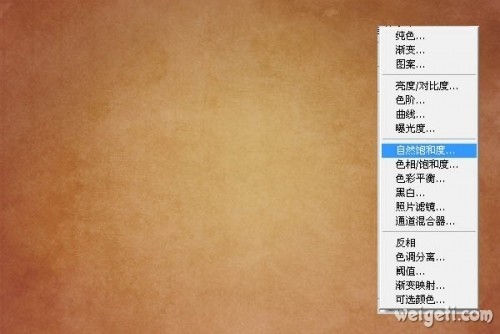 纯色...
渐变...
图案...
亮度/对比度...
色阶...
曲线...
曝光度...
自然饱和度...
色相/饱和度...
色彩平衡...
黑白...
照片滤镜...
通道混合器...
反相
色调分离...
阈值...
渐变映射...
可选颜色...
weige11.com